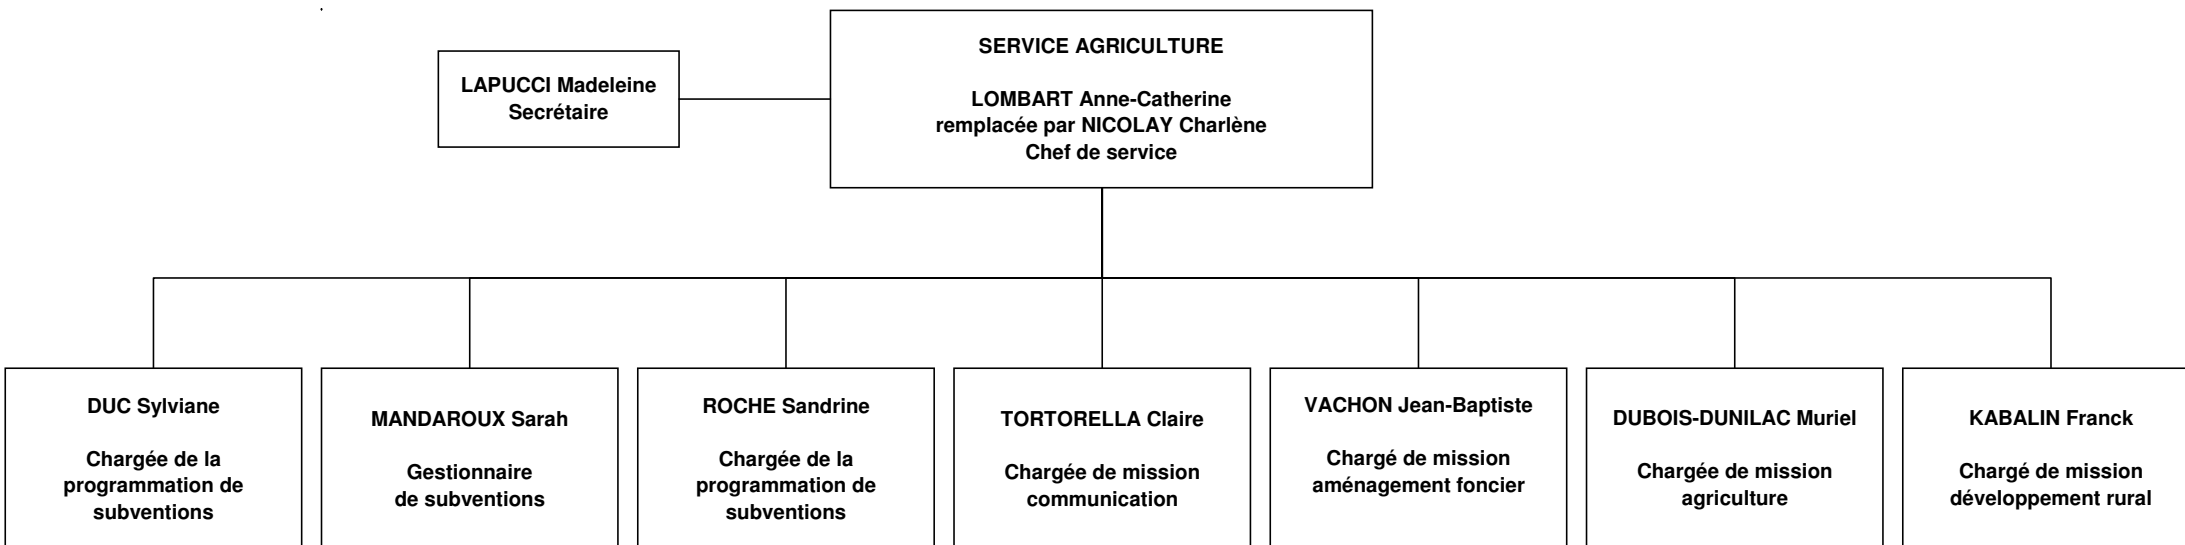 LAPUCCI Madeleine
Secrétaire
SERVICE AGRICULTURE
LOMBART Anne-Catherine
remplacée par NICOLAY Charlène
Chef de service
DUC Sylviane
Chargée de la
programmation de
subventions
MANDAROUX Sarah
Gestionnaire
de subventions
ROCHE Sandrine
Chargée de la
programmation de
subventions
TORTORELLA Claire
Chargée de mission
communication
VACHON Jean-Baptiste
Chargé de mission
aménagement foncier
DUBOIS-DUNILAC Muriel
Chargée de mission
agriculture
KABALIN Franck
Chargé de mission
développement rural